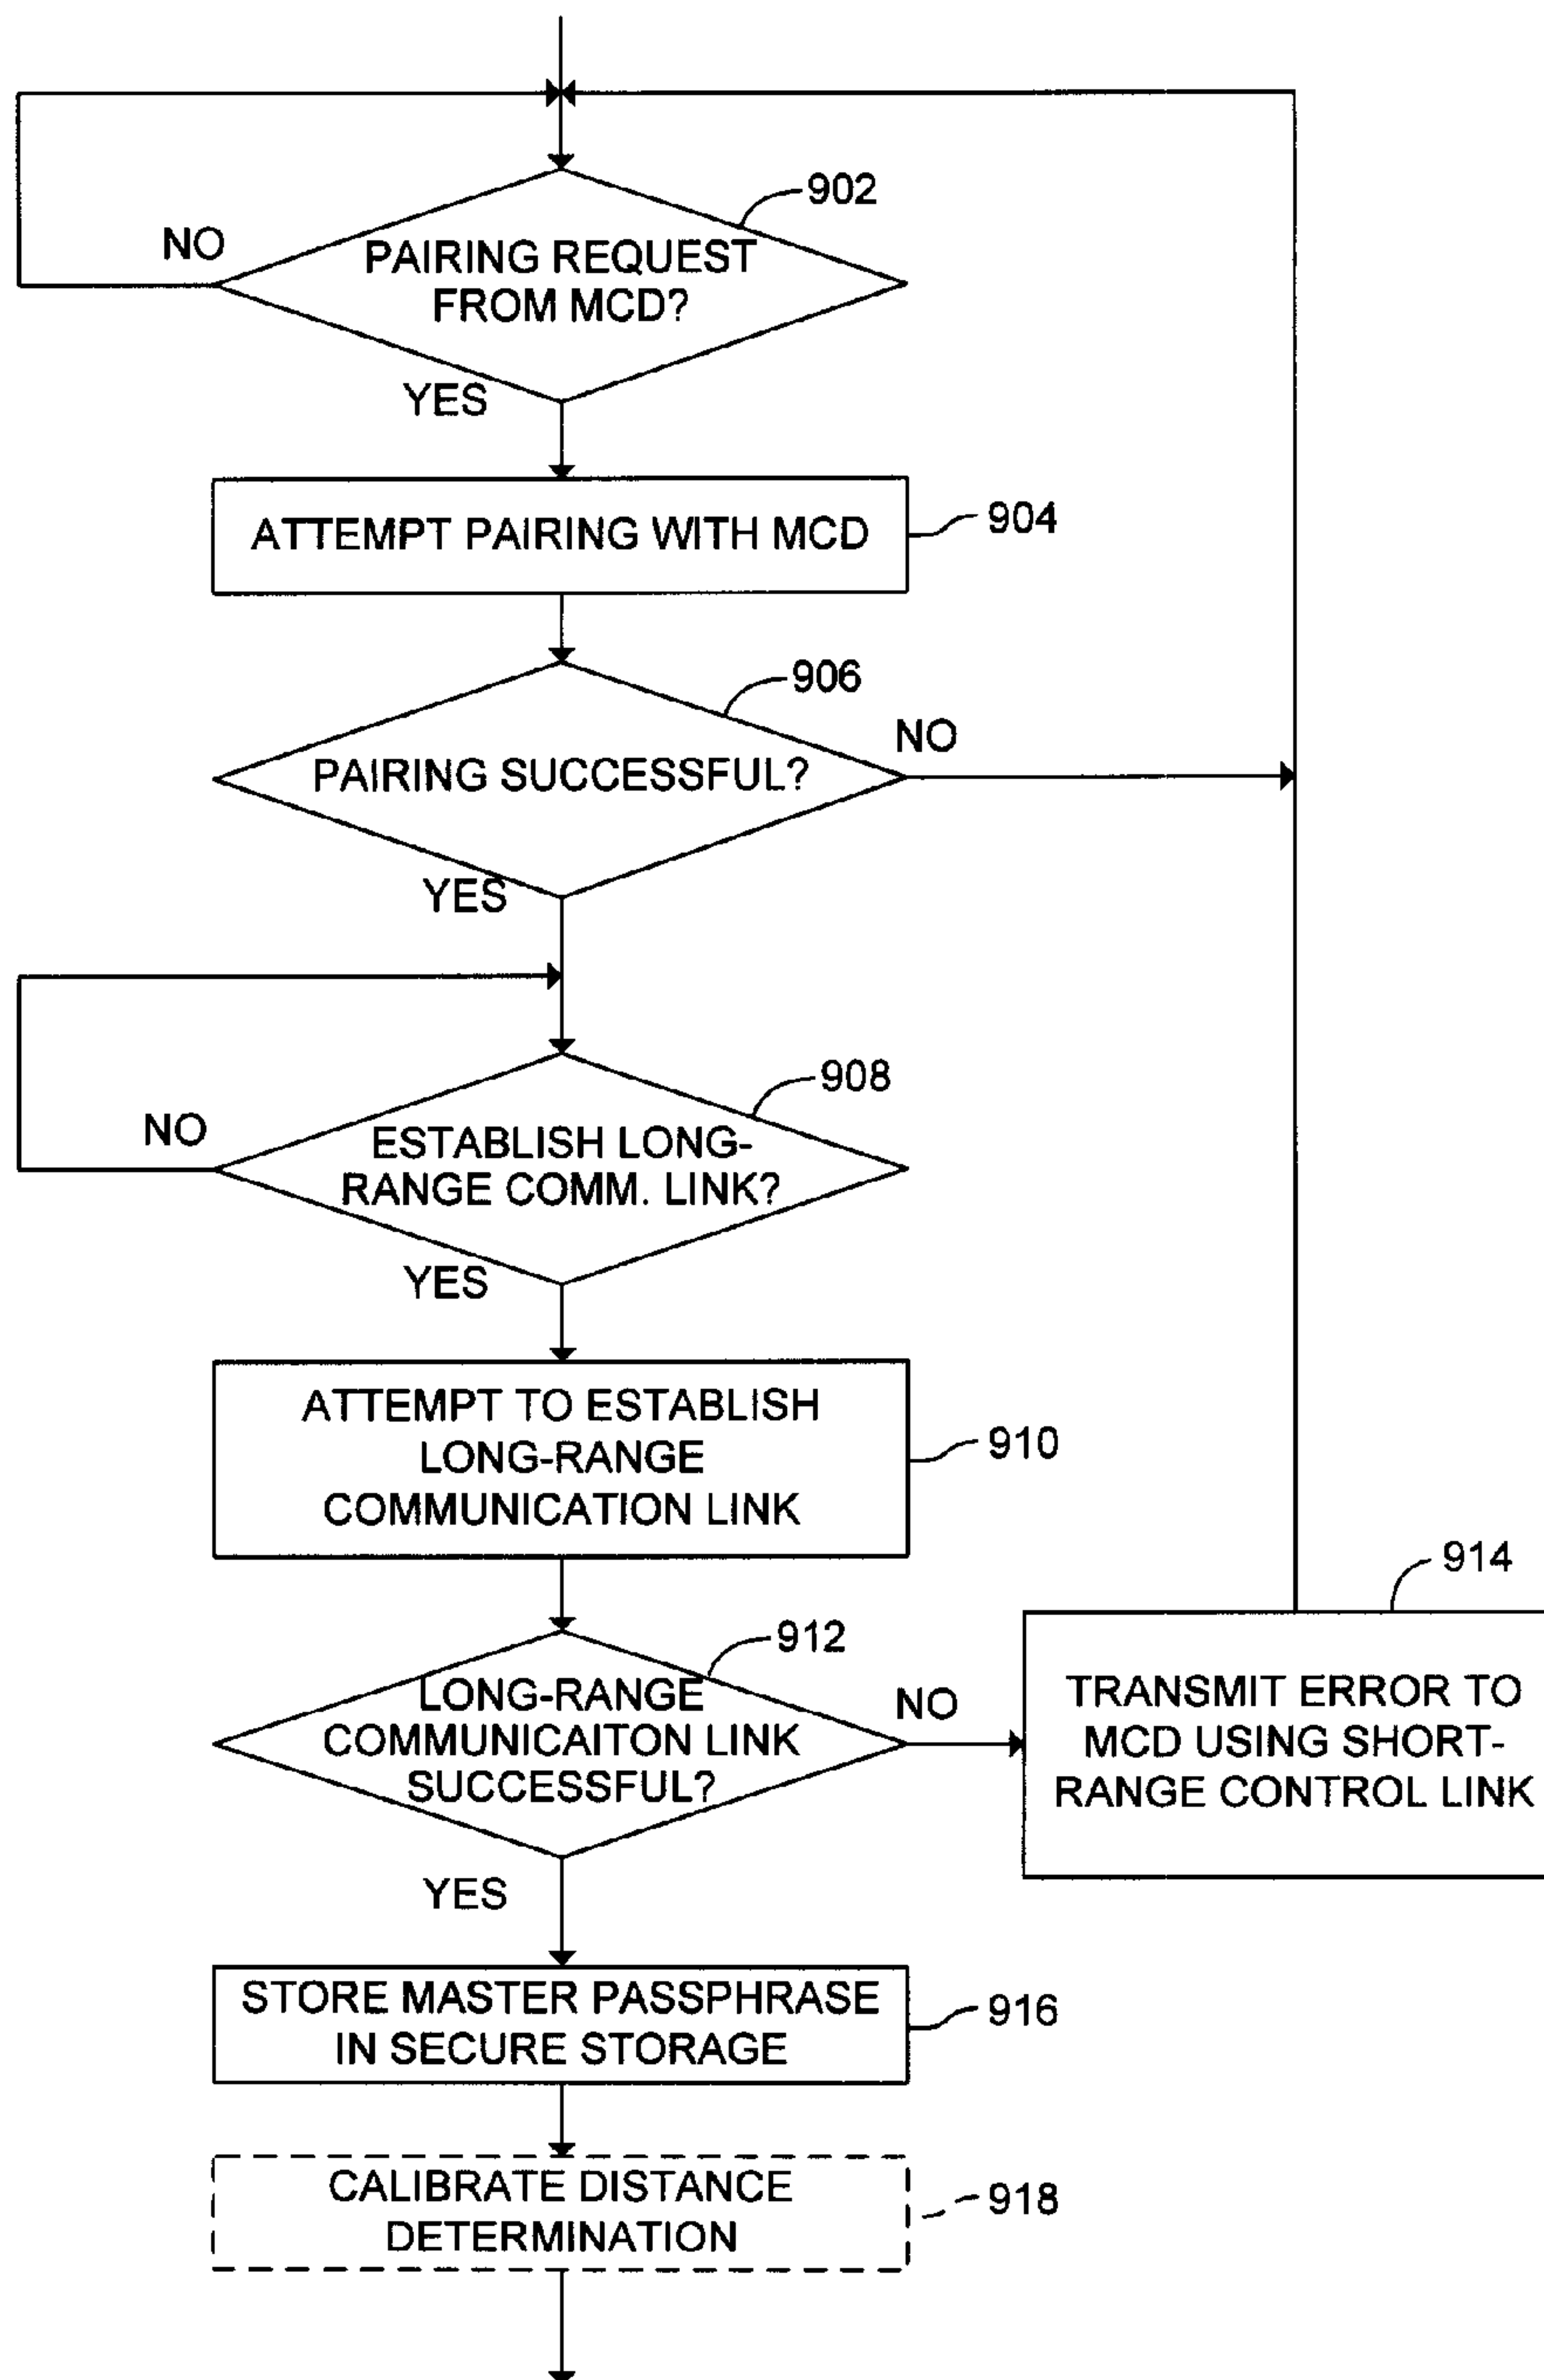 902
NO
PAIRING REQUEST
FROM MCD?
YES
ATTEMPT PAIRING WITH MCD
904
906
NO
PAIRING SUCCESSFUL?
YES
908
NO
ESTABLISH LONG-
RANGE COMM. LINK?
YES
ATTEMPT TO ESTABLISH
LONG-RANGE
COMMUNICATION LINK
910
914
912
LONG-RANGE
COMMUNICAITON LINK
SUCCESSFUL?
NO
TRANSMIT ERROR TO
MCD USING SHORT-
RANGE CONTROL LINK
YES
STORE MASTER PASSPHRASE
IN SECURE STORAGE
916
CALIBRATE DISTANCE
DETERMINATION
918